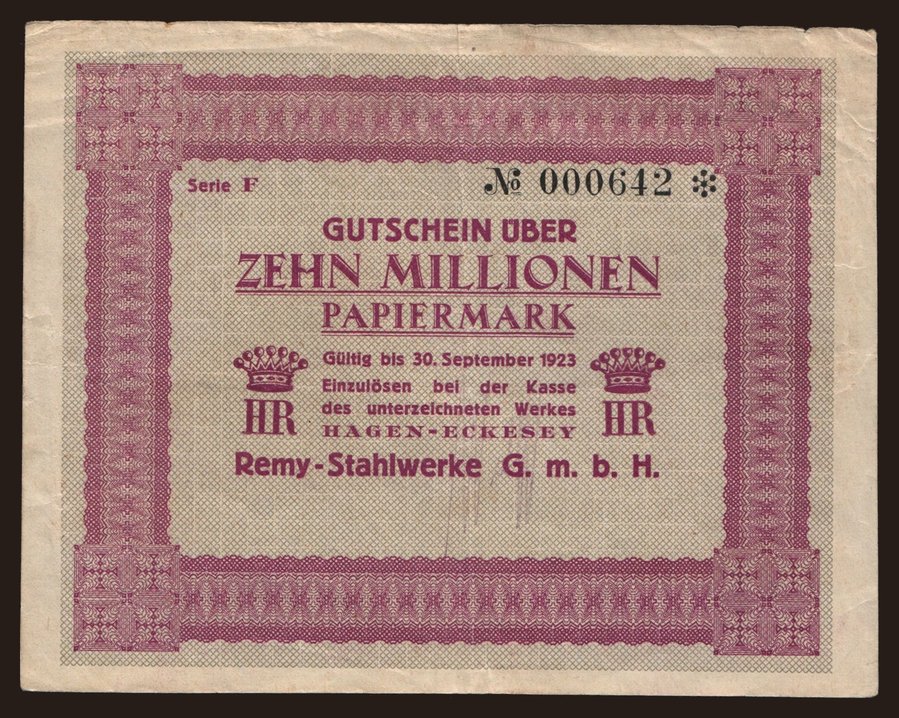 Serie F
№ 000642 *
GUTSCHEIN ÜBER
ZEHN MILLIONEN
PAPIERMARK
Gültig bis 30. September 1923
Einzulösen bei der Kasse
des unterzeichneten Werkes
HAGEN-ECKESEY
HR HR
Remy-Stahlwerke G. m. b. H.